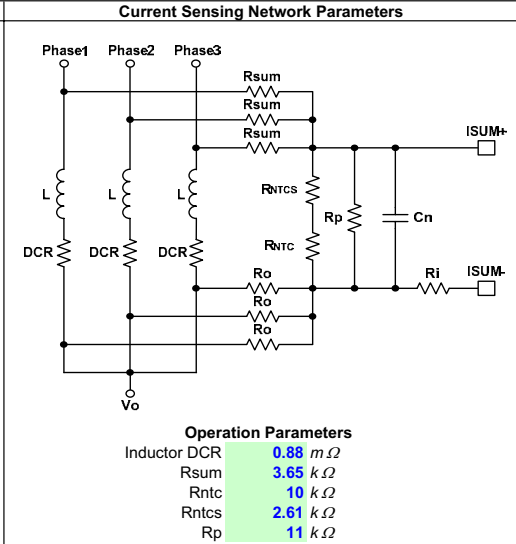 Current Sensing Network Parameters
Phase1 Phase2 Phase3
Rsum
Rsum
Rsum
ISUM+
L L L
RNTCS
Rp
Cn
RNTC
DCR DCR DCR
Ro
Ri
ISUM-
Ro
Ro
Vo
Operation Parameters
Inductor DCR 0.88 mΩ
Rsum 3.65 kΩ
Rntc 10 kΩ
Rntcs 2.61 kΩ
Rp 11 kΩ